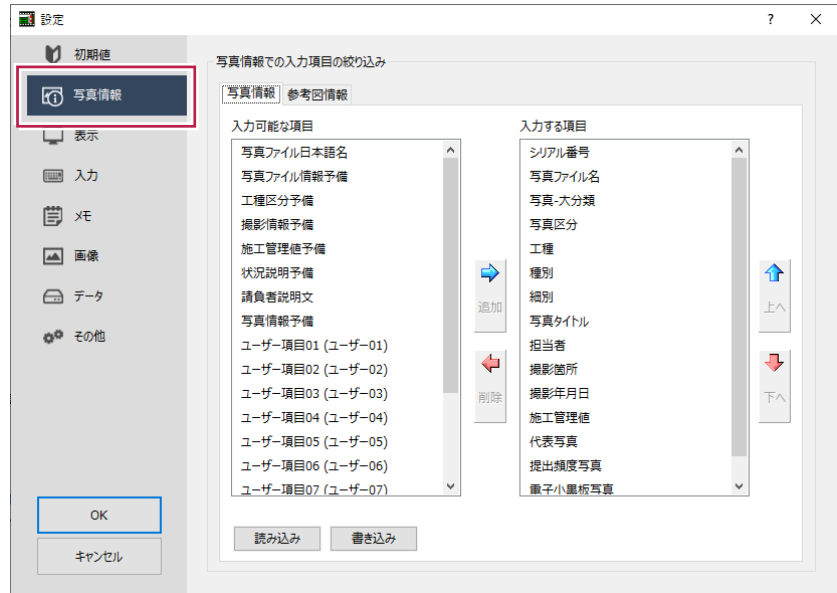 設定
?
初期値
写真情報
表示
入力
メモ
画像
データ
その他
OK
キャンセル
写真情報での入力項目の絞り込み
写真情報
参考図情報
入力可能な項目
写真ファイル日本語名
写真ファイル情報予備
工種区分予備
撮影情報予備
施工管理値予備
状況説明予備
請負者説明文
写真情報予備
ユーザー項目01 (ユーザー01)
ユーザー項目02 (ユーザー02)
ユーザー項目03 (ユーザー03)
ユーザー項目04 (ユーザー04)
ユーザー項目05 (ユーザー05)
ユーザー項目06 (ユーザー06)
ユーザー項目07 (ユーザー07)
追加
削除
入力する項目
シリアル番号
写真ファイル名
写真-大分類
写真区分
工種
種別
細別
写真タイトル
担当者
撮影箇所
撮影年月日
施工管理値
代表写真
提出頻度写真
電子小黒板写真
上へ
下へ
読み込み
書き込み